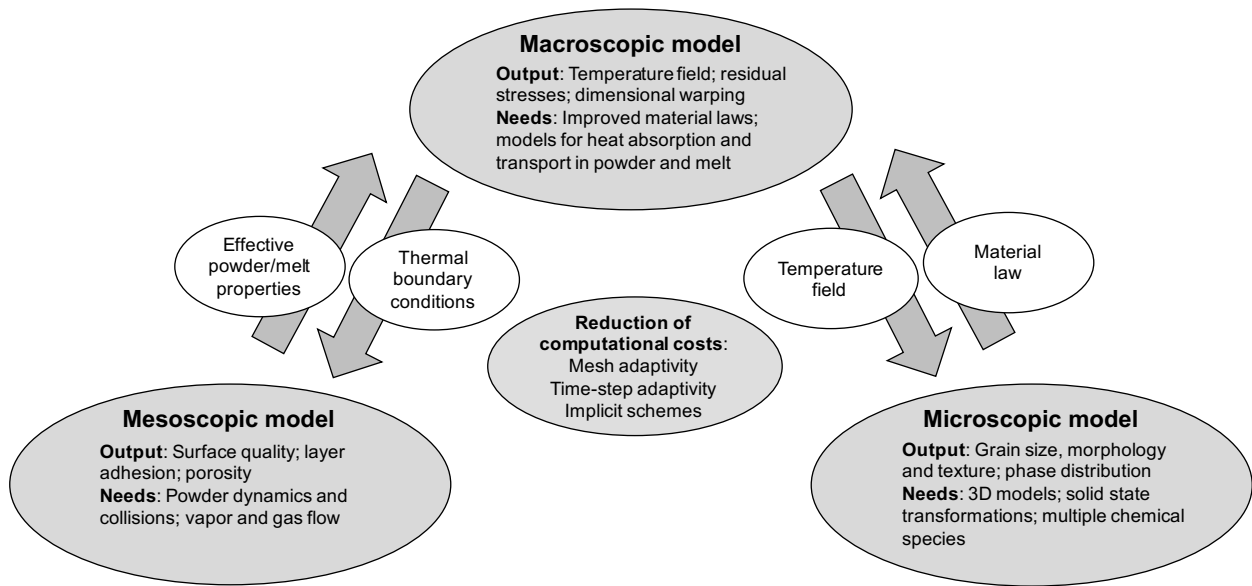 Macroscopic model
Output: Temperature field; residual
stresses; dimensional warping
Needs: Improved material laws;
models for heat absorption and
transport in powder and melt
Effective
powder/melt
properties
Thermal
boundary
conditions
Temperature
field
Material
law
Reduction of
computational costs:
Mesh adaptivity
Time-step adaptivity
Implicit schemes
Mesoscopic model
Output: Surface quality; layer
adhesion; porosity
Needs: Powder dynamics and
collisions; vapor and gas flow
Microscopic model
Output: Grain size, morphology
and texture; phase distribution
Needs: 3D models; solid state
transformations; multiple chemical
species